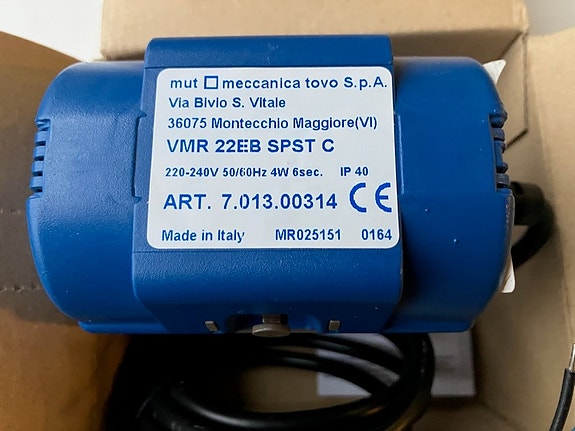 mut meccanica tovo S.p.A.
Via Bivio S. Vitale
36075 Montecchio Maggiore(VI)
VMR 22EB SPST C
220-240V 50/60Hz 4W 6sec. IP 40
ART. 7.013.00314 CE
Made in Italy MR025151 0164